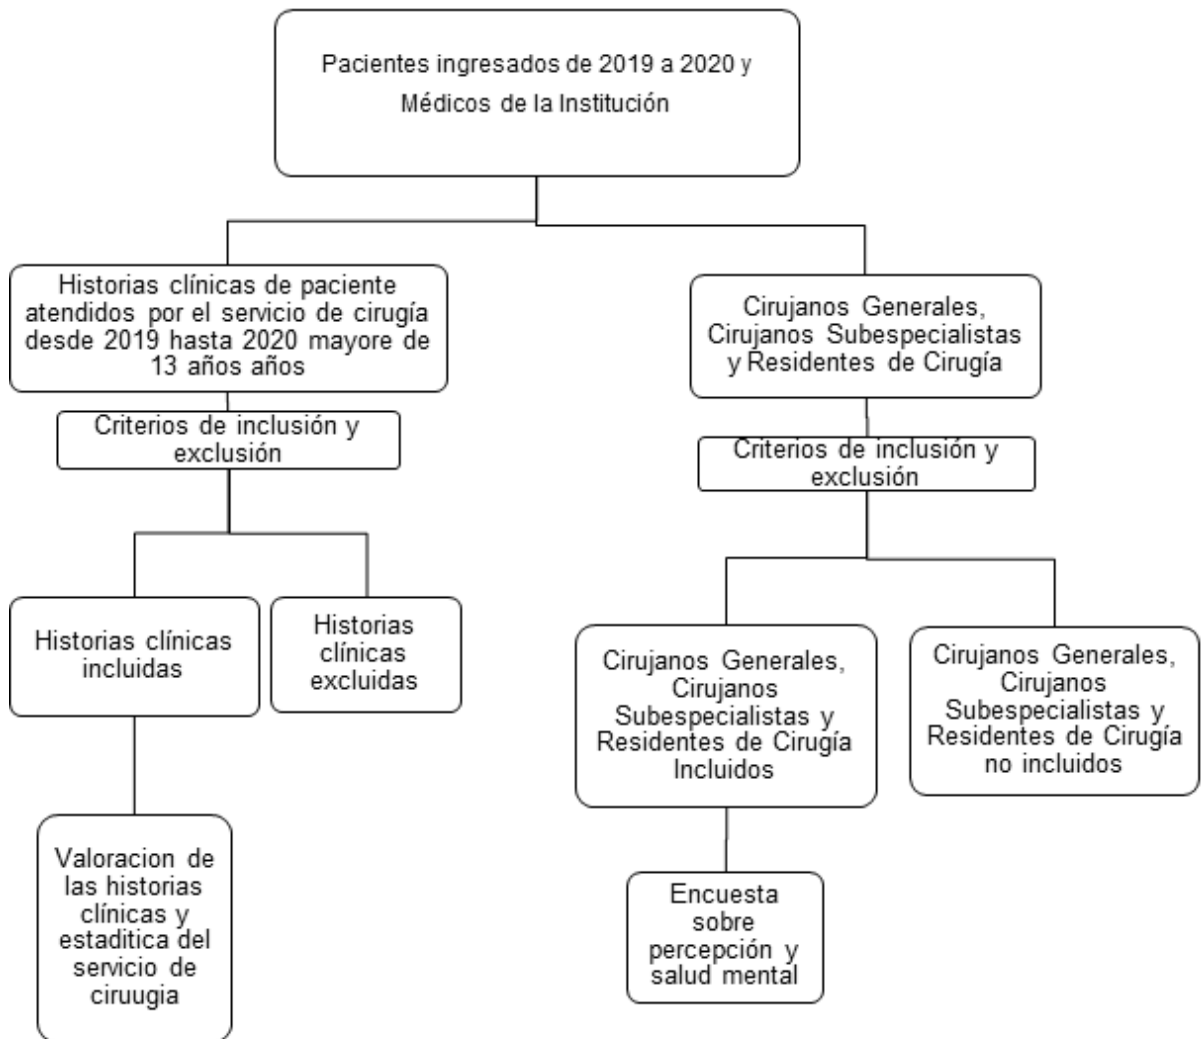 Pacientes ingresados de 2019 a 2020 y
Médicos de la Institución
Historias clínicas de paciente
atendidos por el servicio de cirugía
desde 2019 hasta 2020 mayore de
13 años años
Cirujanos Generales,
Cirujanos Subespecialistas
y Residentes de Cirugía
Criterios de inclusión y
exclusión
Criterios de inclusión y
exclusión
Historias clínicas
incluidas
Historias
clínicas
excluidas
Cirujanos Generales,
Cirujanos
Subespecialistas y
Residentes de Cirugía
Incluidos
Cirujanos Generales,
Cirujanos
Subespecialistas y
Residentes de Cirugía
no incluidos
Valoracion de
las historias
clínicas y
estaditica del
servicio de
ciruugia
Encuesta
sobre
percepción y
salud mental